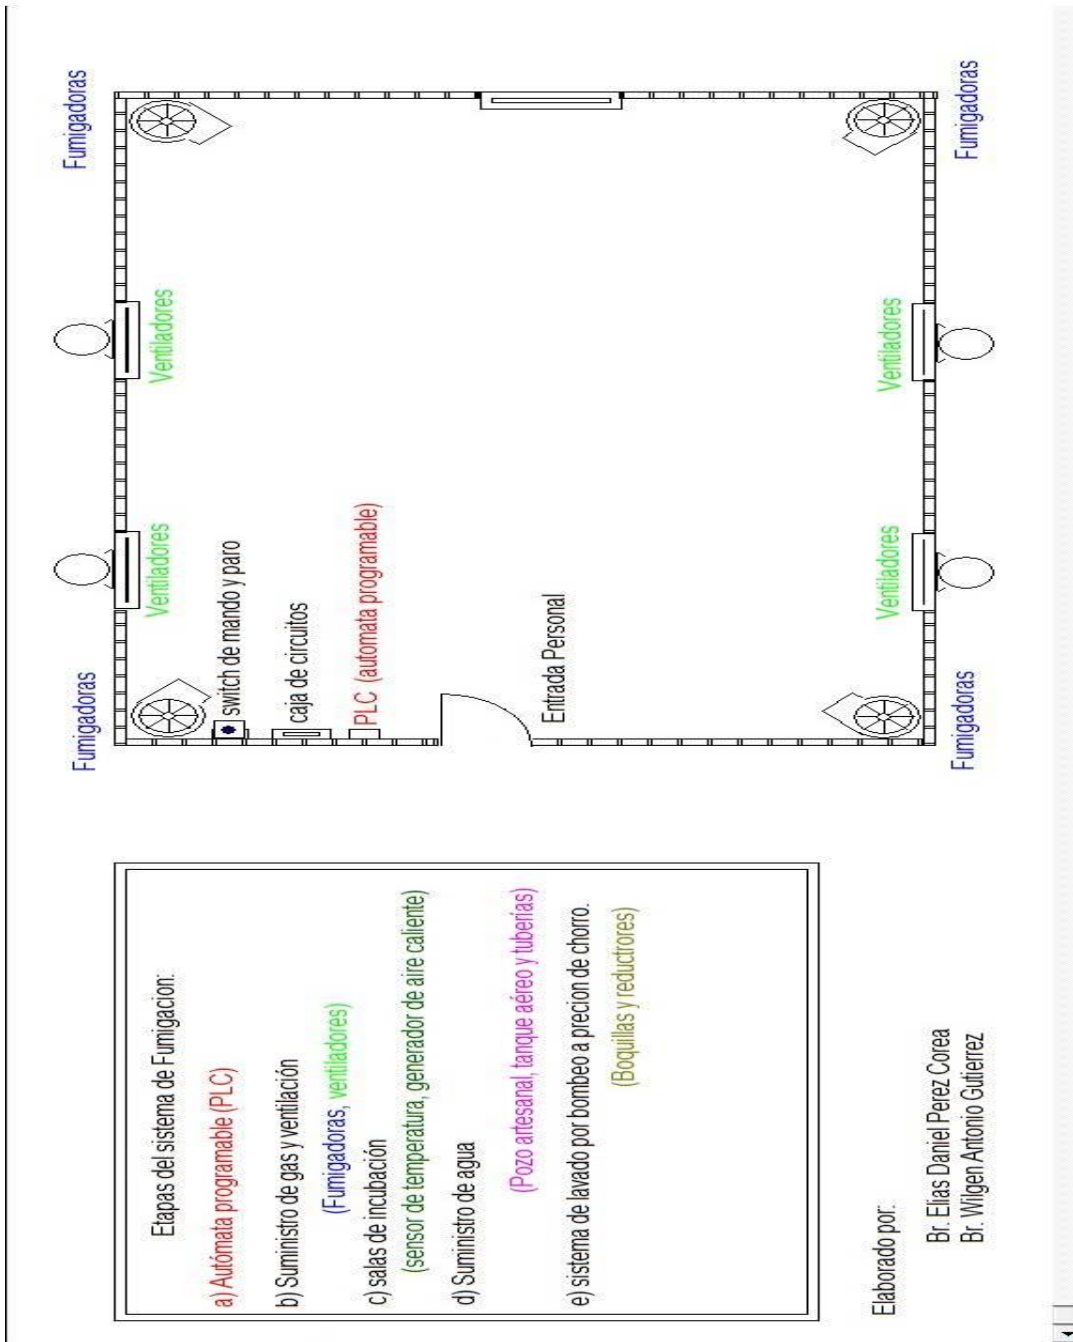 Etapas del sistema de Fumigacion:
a) Autómata programable (PLC)
b) Suministro de gas y ventilación
(Fumigadoras, ventiladores)
c) salas de incubación
(sensor de temperatura, generador de aire caliente)
d) Suministro de agua
(Pozo artesanal, tanque aéreo y tuberias)
e) sistema de lavado por bombeo a precion de chorro.
(Boquillas y reductrores)
Elaborado por:
Br. Elias Daniel Perez Corea
Br. Wilgen Antonio Gutierrez
Fumigadoras
Fumigadoras
Ventiladores
Ventiladores
switch de mando y paro
caja de circuitos
PLC (automata programable)
Entrada Personal
Ventiladores
Ventiladores
Fumigadoras
Fumigadoras